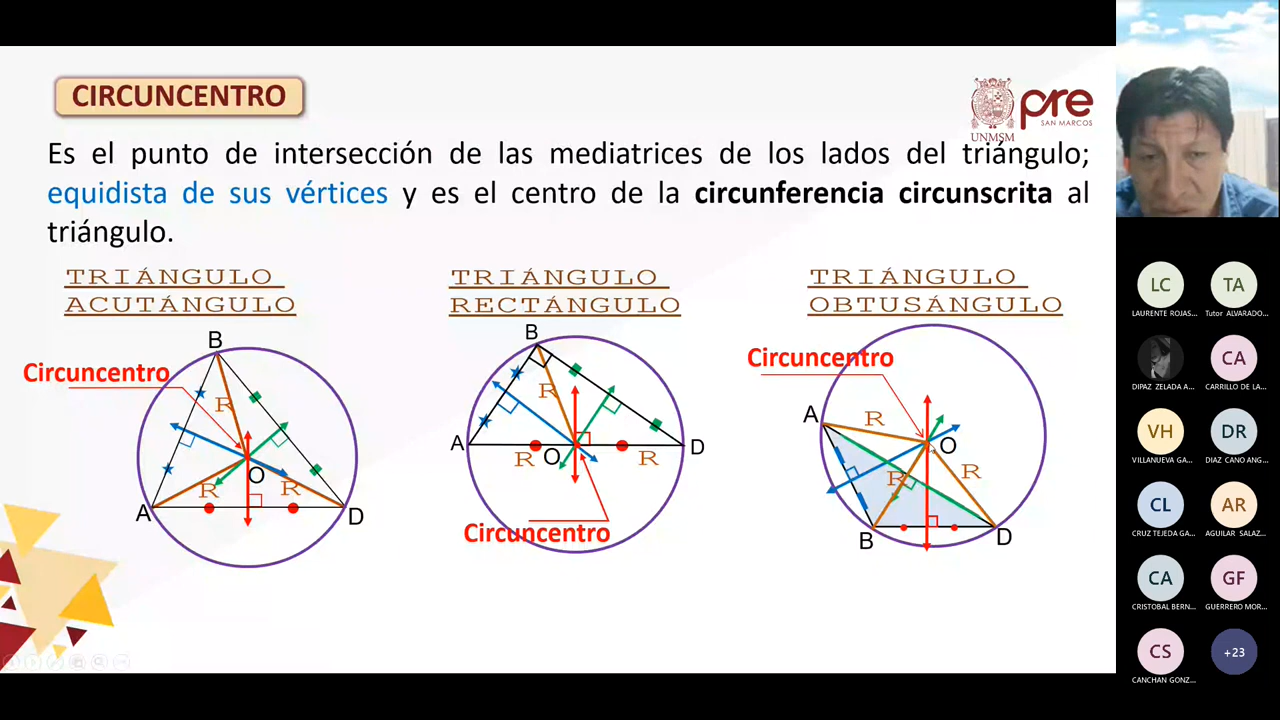 CIRCUNCENTRO
UNMSM
pre
SAN MARCOS
Es el punto de intersección de las mediatrices de los lados del triángulo;
equidista de sus vértices y es el centro de la circunferencia circunscrita al
triángulo.
TRIÁNGULO
ACUTÁNGULO
B
Circuncentro
R
O
R
R
A
D
TRIÁNGULO
RECTÁNGULO
B
R
A
R
O
R
D
Circuncentro
TRIÁNGULO
OBTUSÁNGULO
Circuncentro
A
R
O
R
R
B
D
LC
LAURENTE ROJAS...
TA
Tutor ALVARADO...
DIPAZ ZELADA A...
CA
CARRILLO DE LA...
VH
VILLANUEVA GA...
DR
DIAZ CANO ANG...
CL
CRUZ TEJEDA GA...
AR
AGUILAR SALAZ...
CA
CRISTOBAL BERN...
GF
GUERRERO MOR...
CS
CANCHAN GONZ...
+23